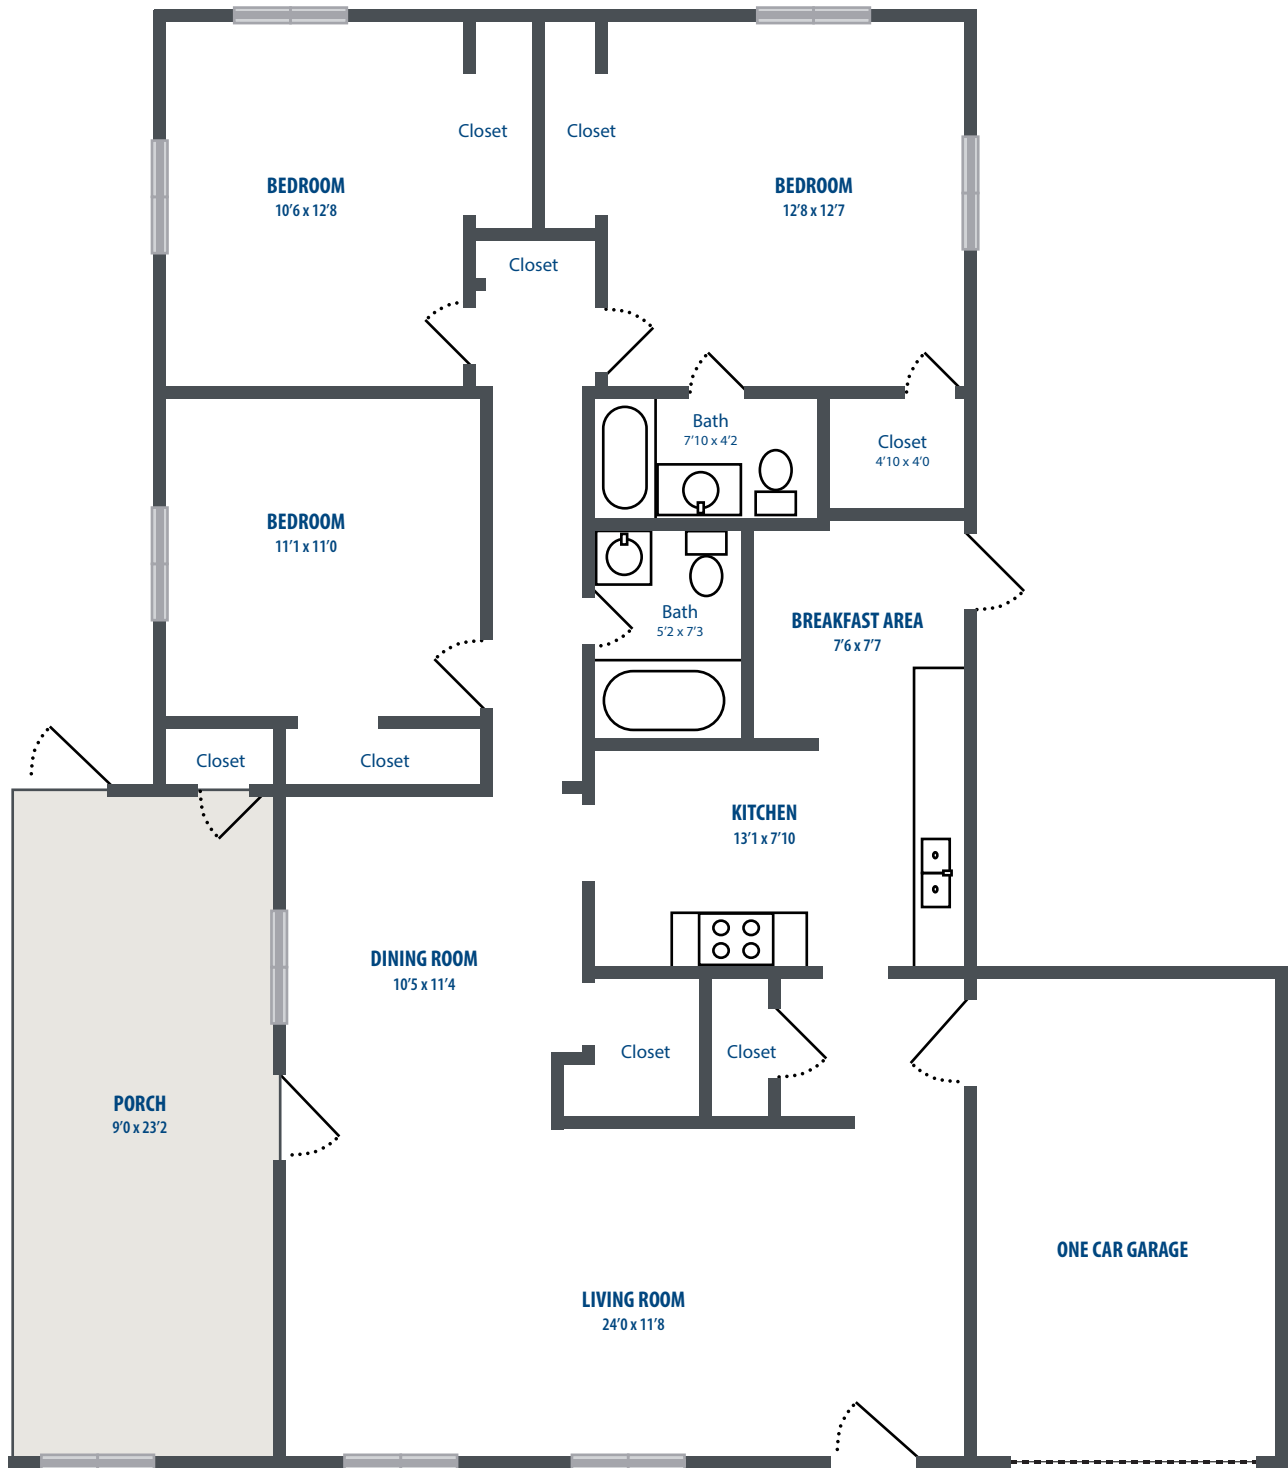 Closet
Closet
BEDROOM
10'6 x 12'8
BEDROOM
12'8 x 12'7
Closet
Bath
7'10 x 4'2
Closet
4'10 x 4'0
BEDROOM
11'1 x 11'0
Bath
5'2 x 7'3
BREAKFAST AREA
7'6 x 7'7
Closet
Closet
KITCHEN
13'1 x 7'10
DINING ROOM
10'5 x 11'4
Closet
Closet
PORCH
9'0 x 23'2
ONE CAR GARAGE
LIVING ROOM
24'0 x 11'8